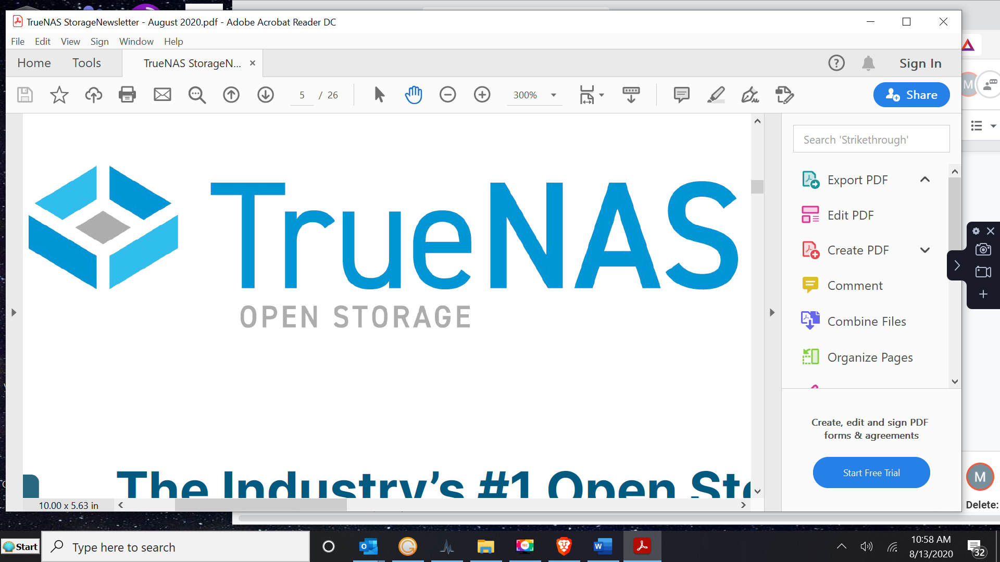 TrueNAS StorageNewsletter - August 2020.pdf - Adobe Acrobat Reader DC
File Edit View Sign Window Help
Home Tools TrueNAS StorageN... Sign In
5 / 26 300% Share
Search 'Strikethrough'
Export PDF
Edit PDF
Create PDF
Comment
Combine Files
Organize Pages
Create, edit and sign PDF
forms & agreements
Start Free Trial
TrueNAS
OPEN STORAGE
The Industry's #1 Open Sto
10.00 x 5.63 in
M
M
Delete:
Start Type here to search
REC
10:58 AM
8/13/2020
32